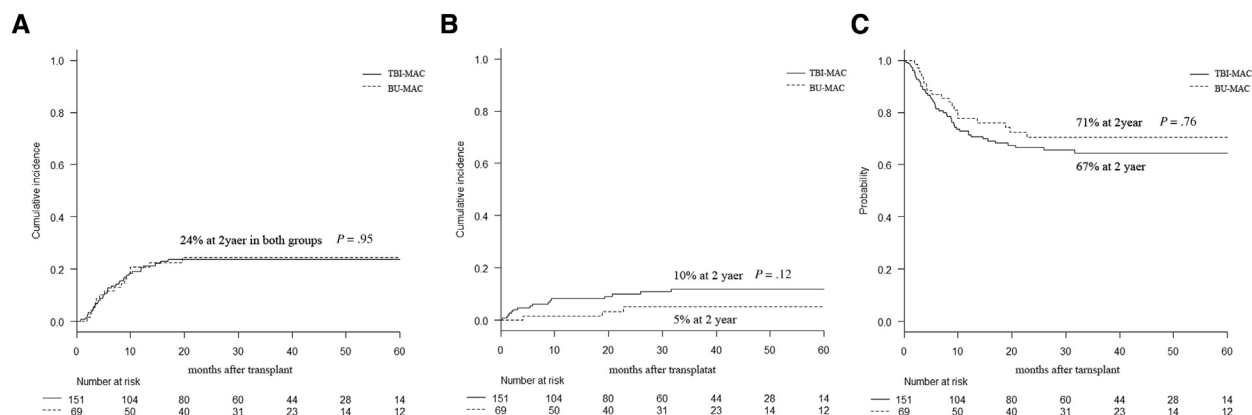 A
Cumulative incidence
1.0
0.8
0.6
0.4
0.2
0.0
TBI-MAC
BU-MAC
24% at 2yaer in both groups P = .95
0 10 20 30 40 50 60
months after transplant
Number at risk
151 104 80 60 44 28 14
69 50 40 31 23 14 12
B
Cumulative incidence
1.0
0.8
0.6
0.4
0.2
0.0
TBI-MAC
BU-MAC
10% at 2 yaer P = .12
5% at 2 year
0 10 20 30 40 50 60
months after transplatat
Number at risk
151 104 80 60 44 28 14
69 50 40 31 23 14 12
C
Probability
1.0
0.8
0.6
0.4
0.2
0.0
TBI-MAC
BU-MAC
71% at 2year P = .76
67% at 2 yaer
0 10 20 30 40 50 60
months after tarnsplant
Number at risk
151 104 80 60 44 28 14
69 50 40 31 23 14 12